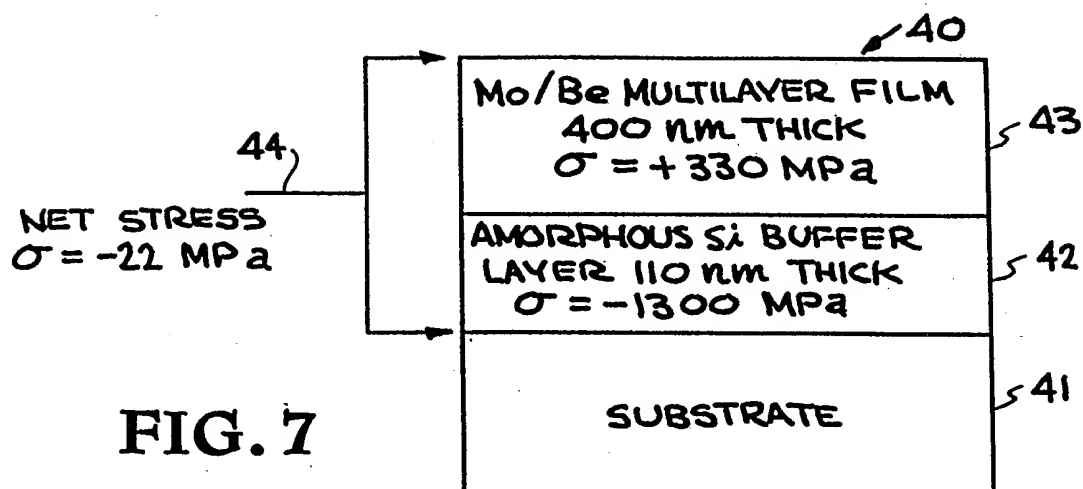 40
Mo/Be MULTILAYER FILM
400 nm THICK
σ = +330 MPa
43
44
NET STRESS
σ = -22 MPa
AMORPHOUS Si BUFFER
LAYER 110 nm THICK
σ = -1300 MPa
42
SUBSTRATE
41
FIG. 7